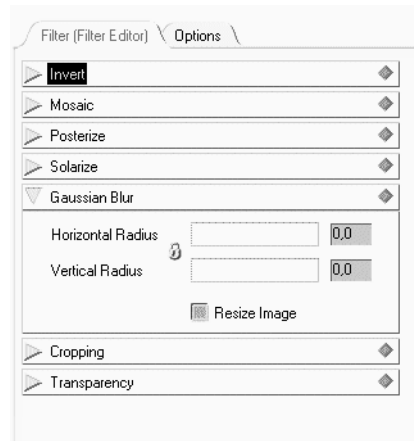 Filter (Filter Editor) Options
Invert
Mosaic
Posterize
Solarize
Gaussian Blur
Horizontal Radius 0,0
Vertical Radius 0,0
Resize Image
Cropping
Transparency